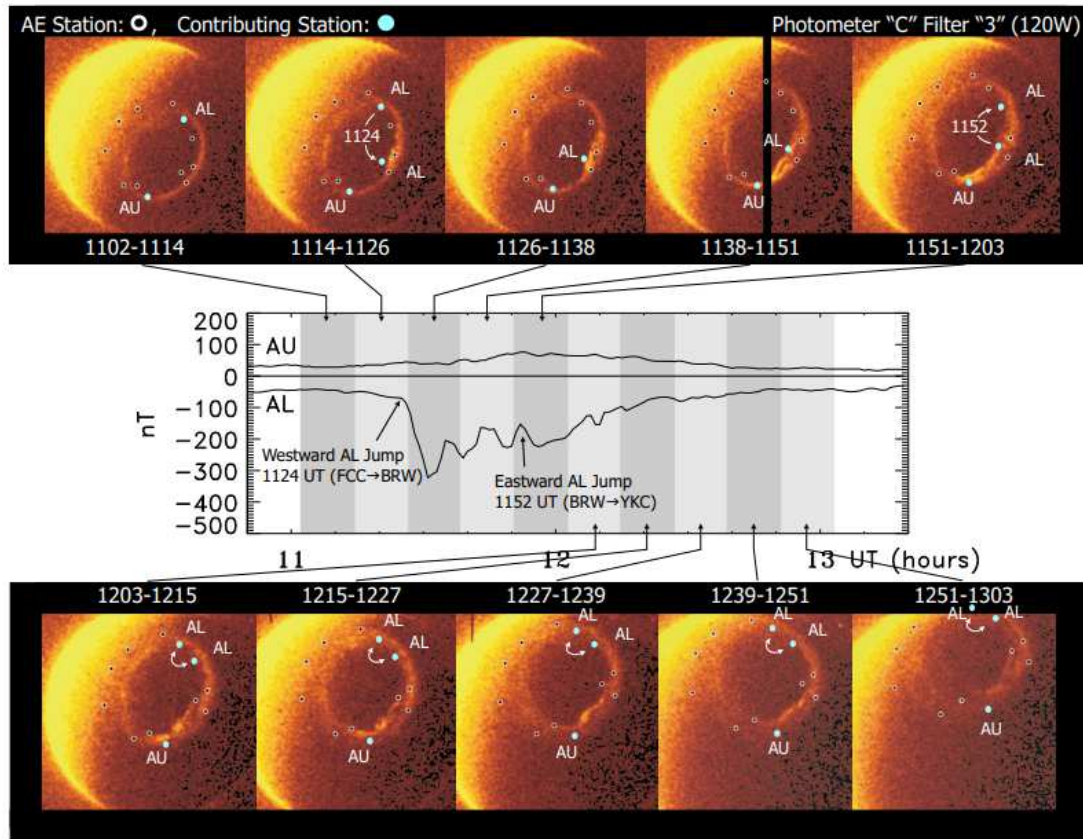 AE Station: , Contributing Station: Photometer “C” Filter “3” (120W)
AL AL AL
1124 1152
AL AL AL
AU AU AU AU AU
1102-1114 1114-1126 1126-1138 1138-1151 1151-1203
200
AU
100
0
AL
-100
nT
-200
Westward AL Jump
1124 UT (FCC→BRW)
-300
Eastward AL Jump
1152 UT (BRW→YKC)
-400
-500
11 12 13 UT (hours)
1203-1215 1215-1227 1227-1239 1239-1251 1251-1303
AL AL AL AL AL
AL AL AL AL AL
AU AU AU AU AU